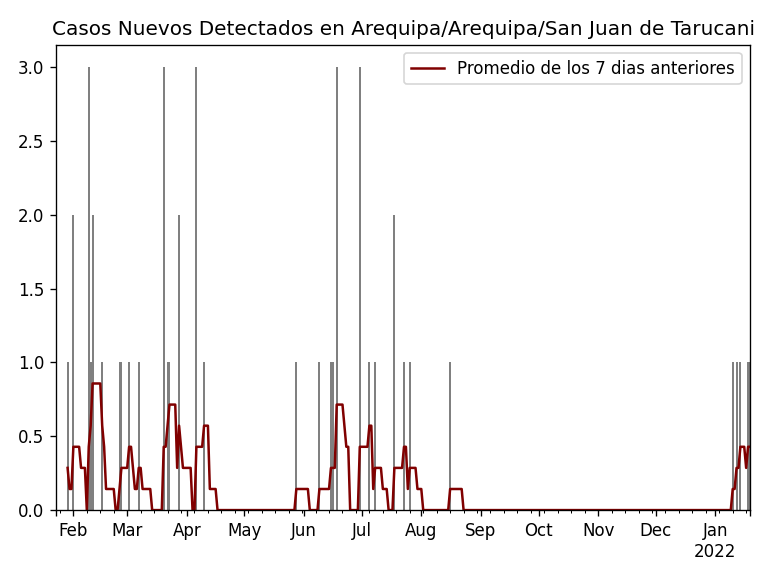 Casos Nuevos Detectados en Arequipa/Arequipa/San Juan de Tarucani
Promedio de los 7 dias anteriores
3.0
2.5
2.0
1.5
1.0
0.5
0.0
Feb Mar Apr May Jun Jul Aug Sep Oct Nov Dec Jan
2022